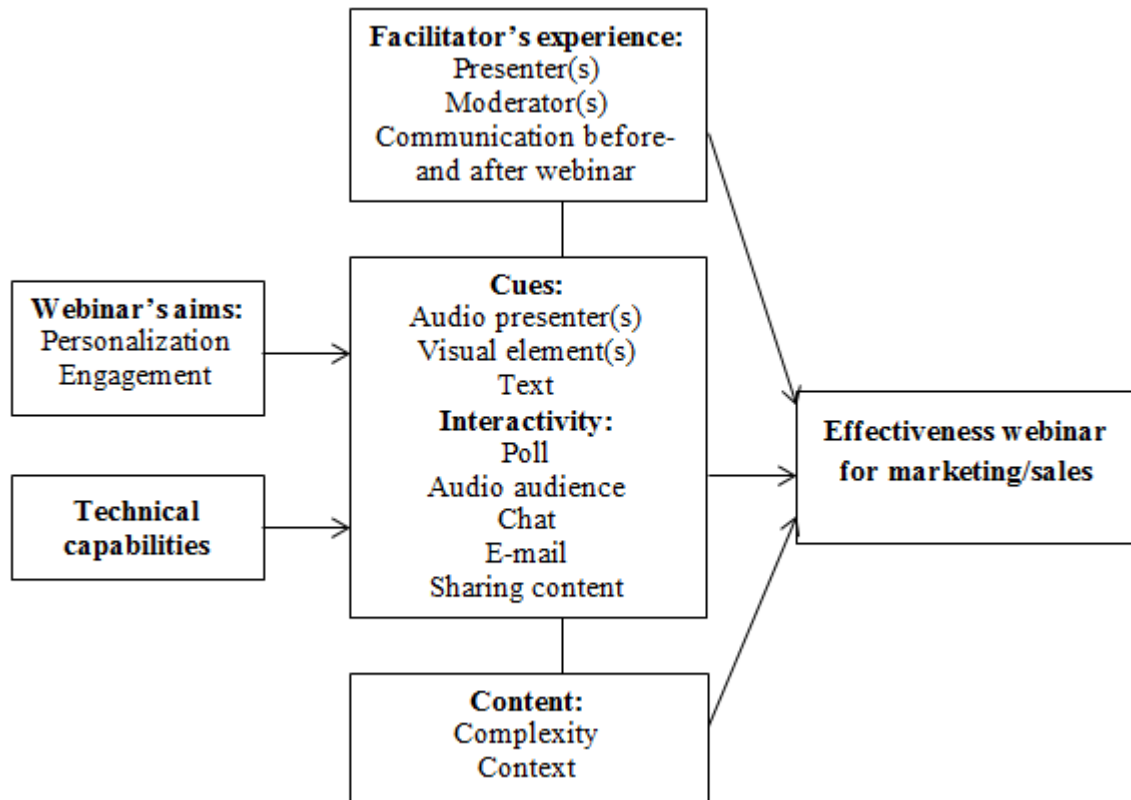 Facilitator’s experience:
Presenter(s)
Moderator(s)
Communication before-
and after webinar
Webinar’s aims:
Personalization
Engagement
Technical
capabilities
Cues:
Audio presenter(s)
Visual element(s)
Text
Interactivity:
Poll
Audio audience
Chat
E-mail
Sharing content
Content:
Complexity
Context
Effectiveness webinar
for marketing/sales